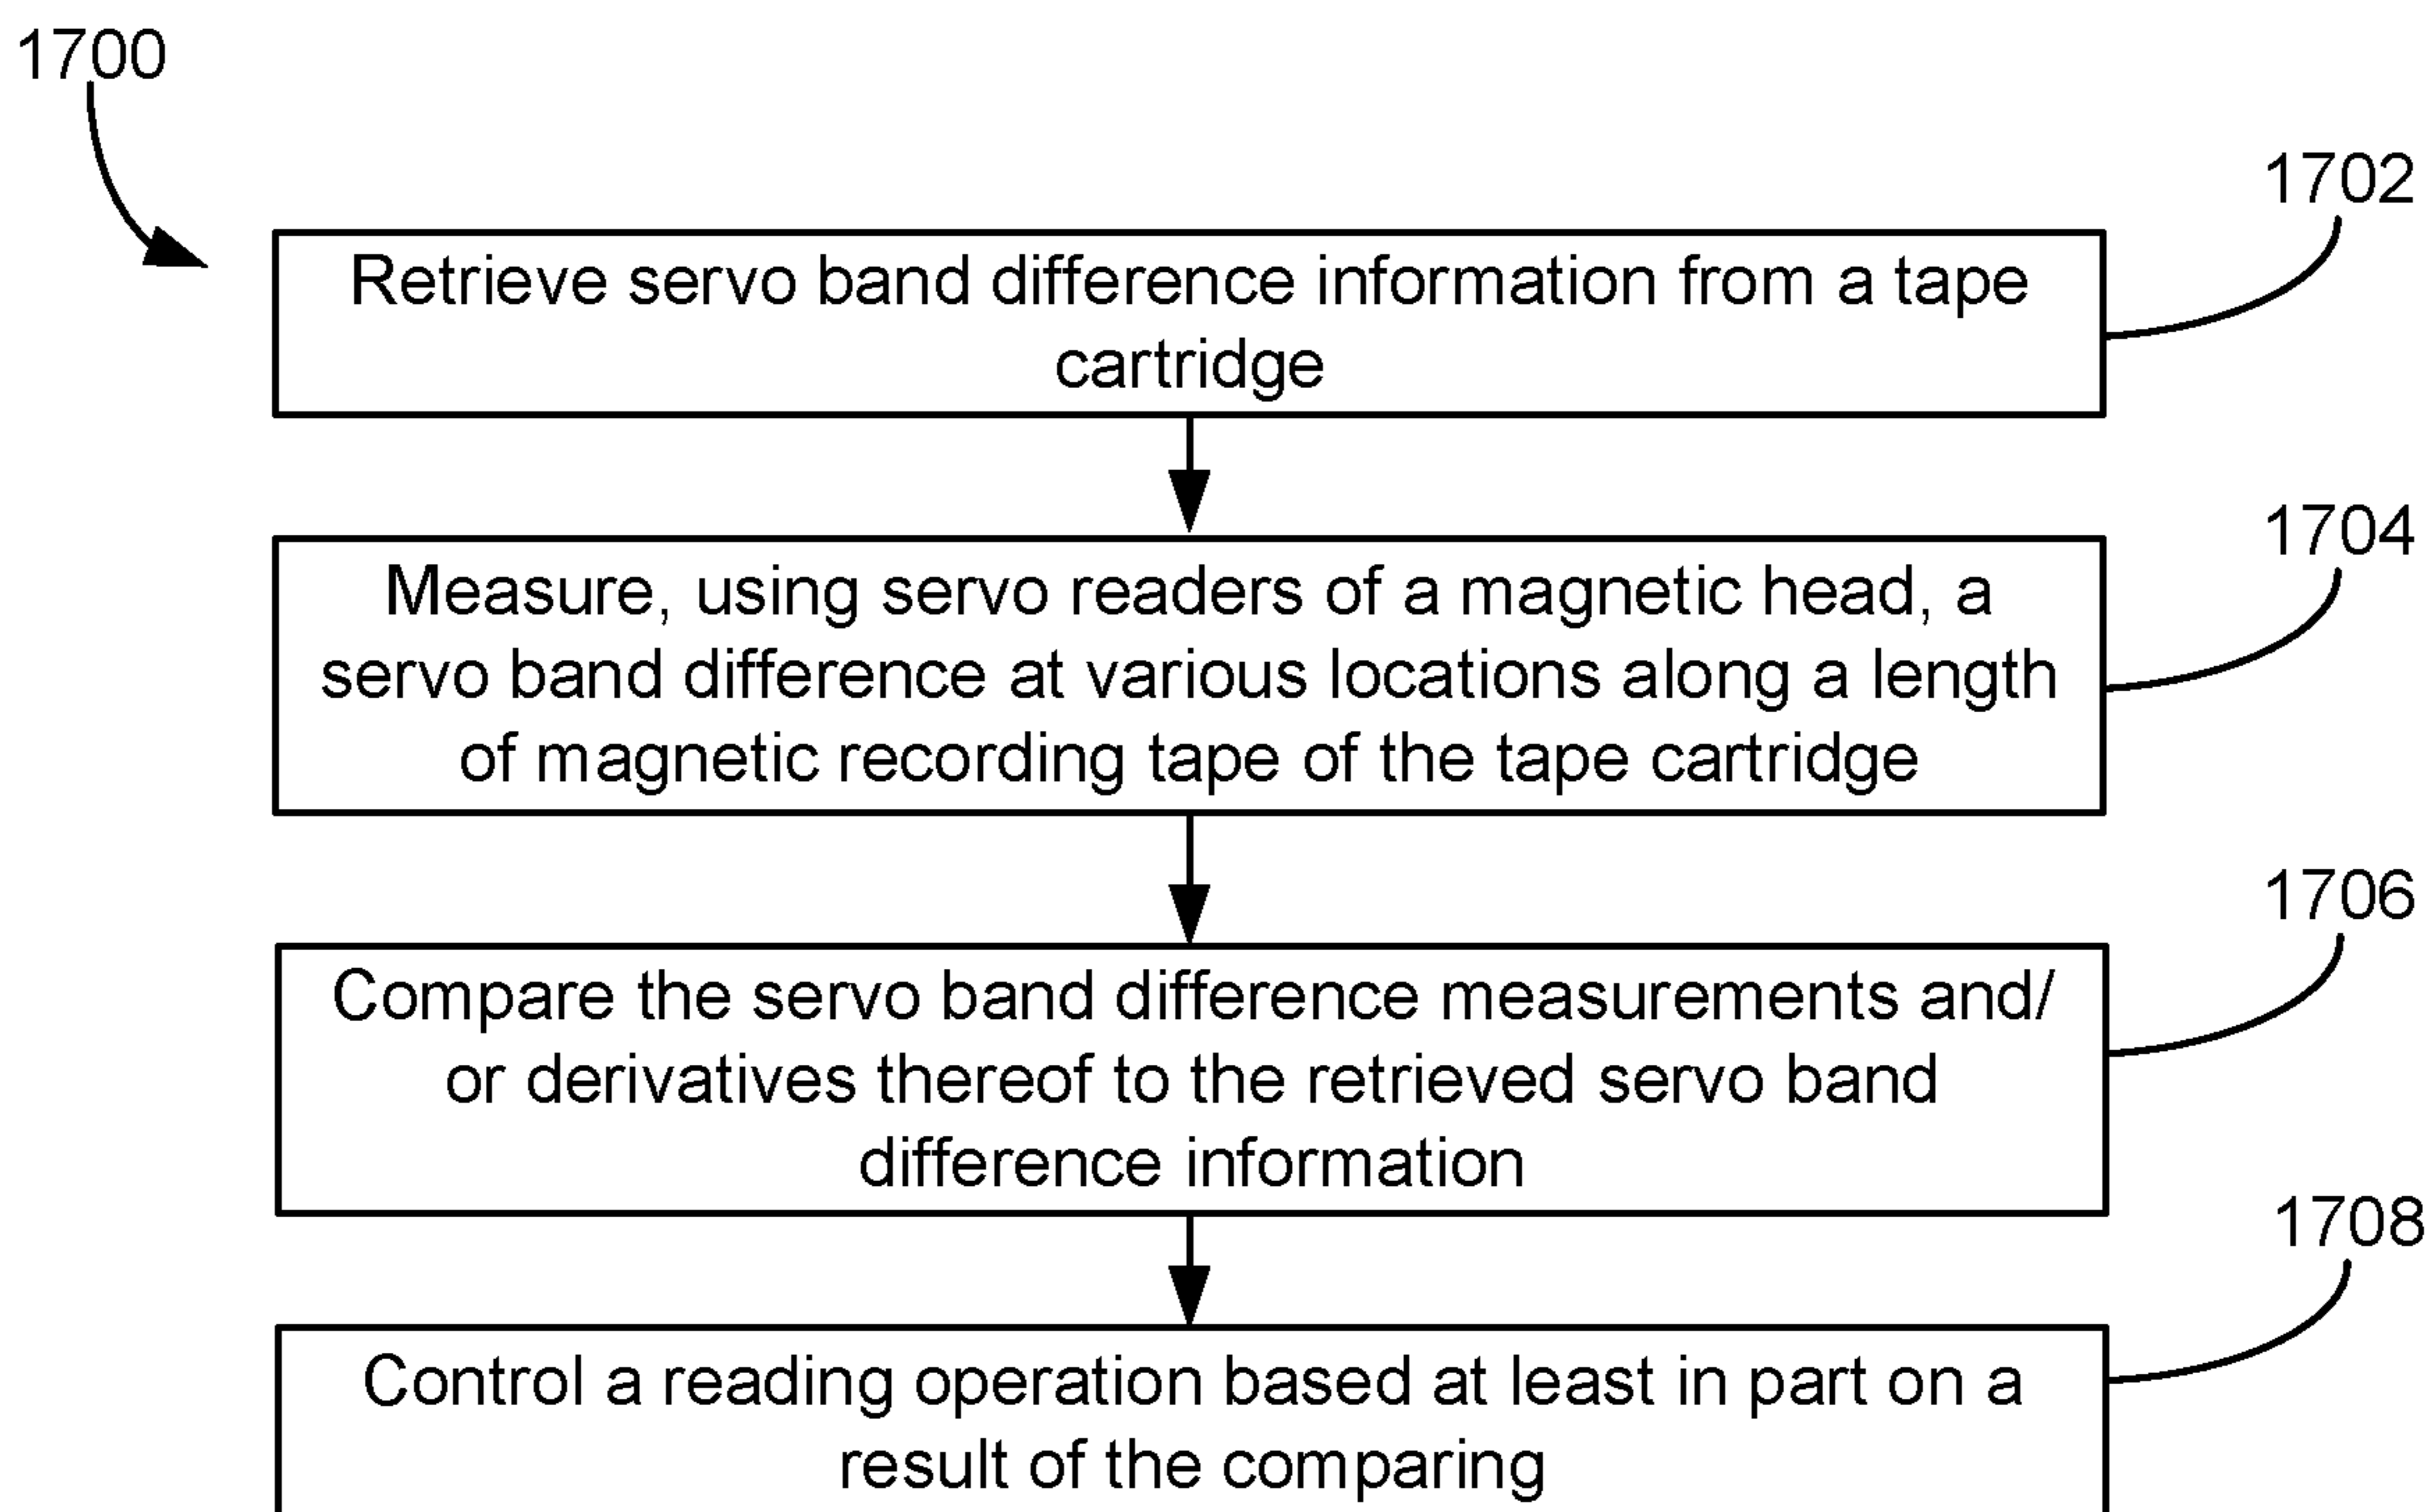 1700
1702
Retrieve servo band difference information from a tape
cartridge
1704
Measure, using servo readers of a magnetic head, a
servo band difference at various locations along a length
of magnetic recording tape of the tape cartridge
1706
Compare the servo band difference measurements and/
or derivatives thereof to the retrieved servo band
difference information
1708
Control a reading operation based at least in part on a
result of the comparing